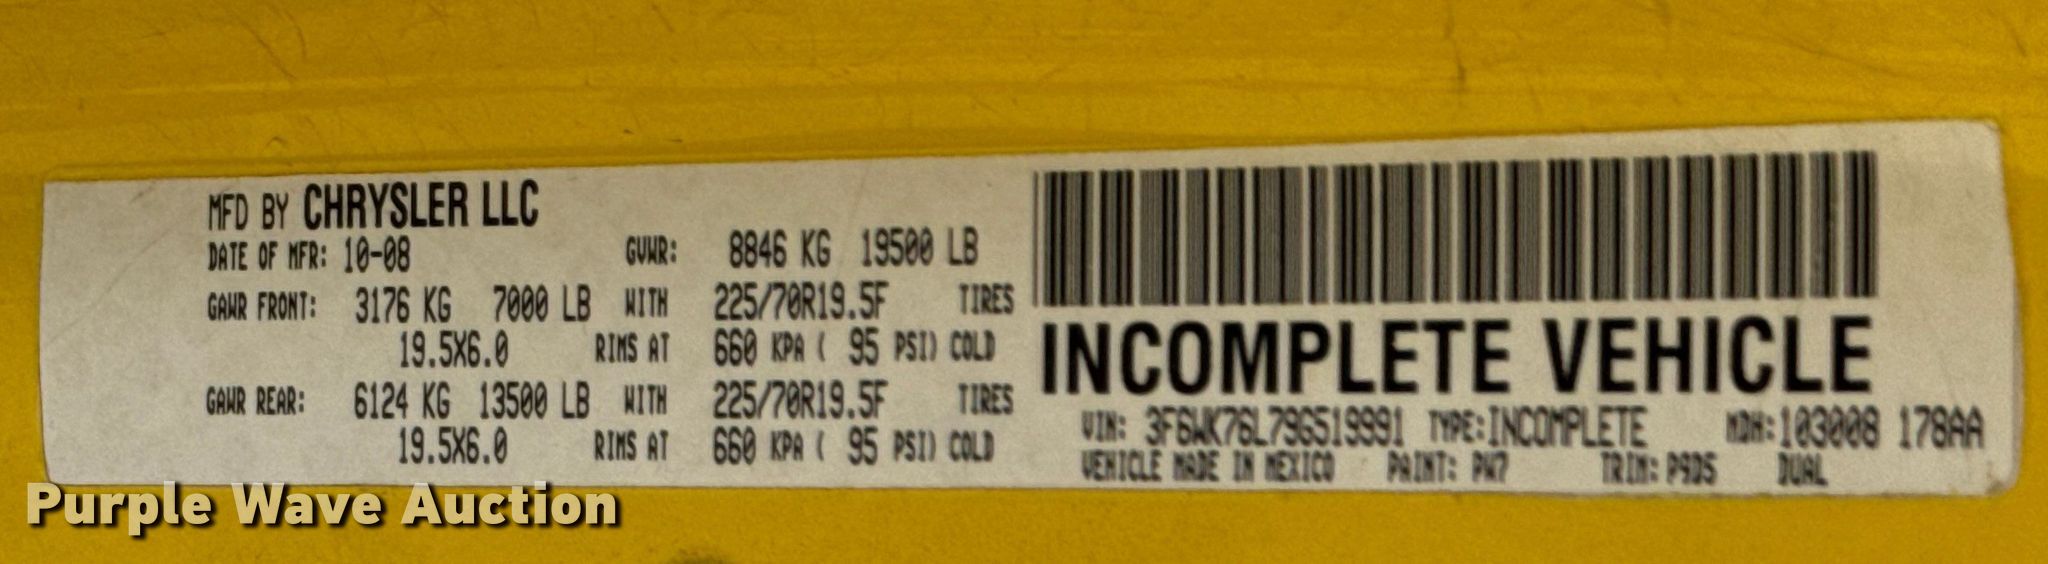 MFD BY CHRYSLER LLC
DATE OF MFR: 10-08 GVWR: 8846 KG 19500 LB
GAWR FRONT: 3176 KG 7000 LB WITH 225/70R19.5F TIRES
19.5X6.0 RIMS AT 660 KPA ( 95 PSI) COLD
GAWR REAR: 6124 KG 13500 LB WITH 225/70R19.5F TIRES
19.5X6.0 RIMS AT 660 KPA ( 95 PSI) COLD
INCOMPLETE VEHICLE
VIN: 3F6WK76L79G519991 TYPE:INCOMPLETE MDH:103008 178AA
VEHICLE MADE IN MEXICO PAINT: PW7 TRIM: P9D5 DUAL
Purple Wave Auction